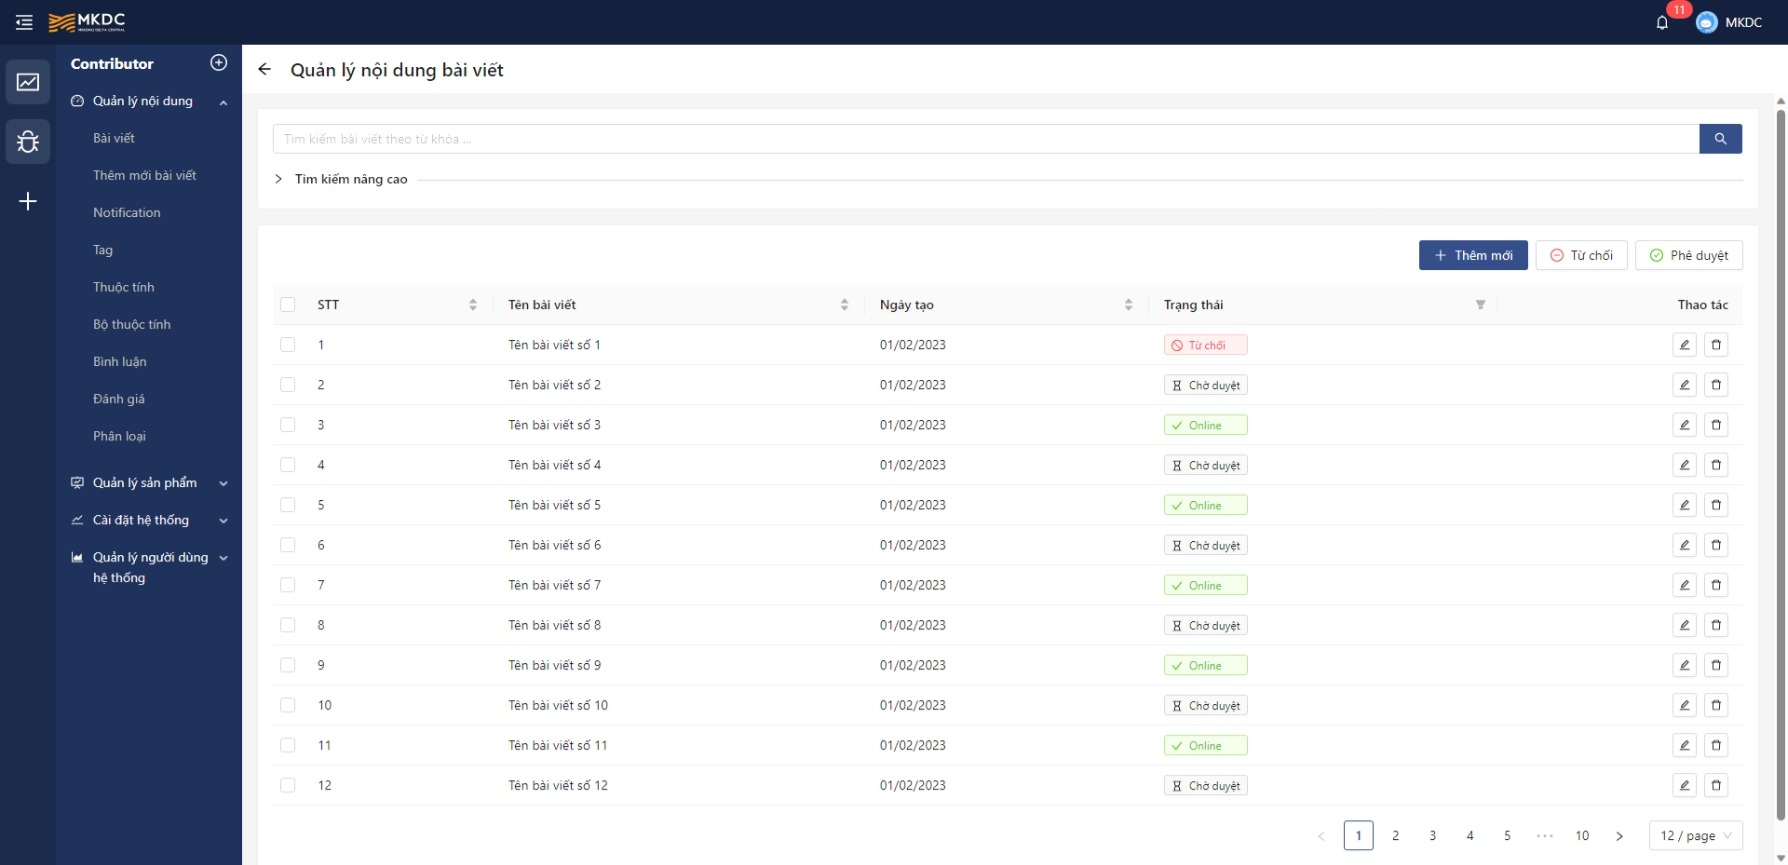 MKDC
MEKONG DELTA CENTRAL
11
MKDC
Contributor
Quản lý nội dung
Bài viết
Thêm mới bài viết
Notification
Tag
Thuộc tính
Bộ thuộc tính
Bình luận
Đánh giá
Phân loại
Quản lý sản phẩm
Cài đặt hệ thống
Quản lý người dùng
hệ thống
Quản lý nội dung bài viết
Tìm kiếm bài viết theo từ khóa ...
Tìm kiếm nâng cao
Thêm mới Từ chối Phê duyệt
STT Tên bài viết Ngày tạo Trạng thái Thao tác
1 Tên bài viết số 1 01/02/2023 Từ chối
2 Tên bài viết số 2 01/02/2023 Chờ duyệt
3 Tên bài viết số 3 01/02/2023 Online
4 Tên bài viết số 4 01/02/2023 Chờ duyệt
5 Tên bài viết số 5 01/02/2023 Online
6 Tên bài viết số 6 01/02/2023 Chờ duyệt
7 Tên bài viết số 7 01/02/2023 Online
8 Tên bài viết số 8 01/02/2023 Chờ duyệt
9 Tên bài viết số 9 01/02/2023 Online
10 Tên bài viết số 10 01/02/2023 Chờ duyệt
11 Tên bài viết số 11 01/02/2023 Online
12 Tên bài viết số 12 01/02/2023 Chờ duyệt
1 2 3 4 5 ••• 10 12 / page